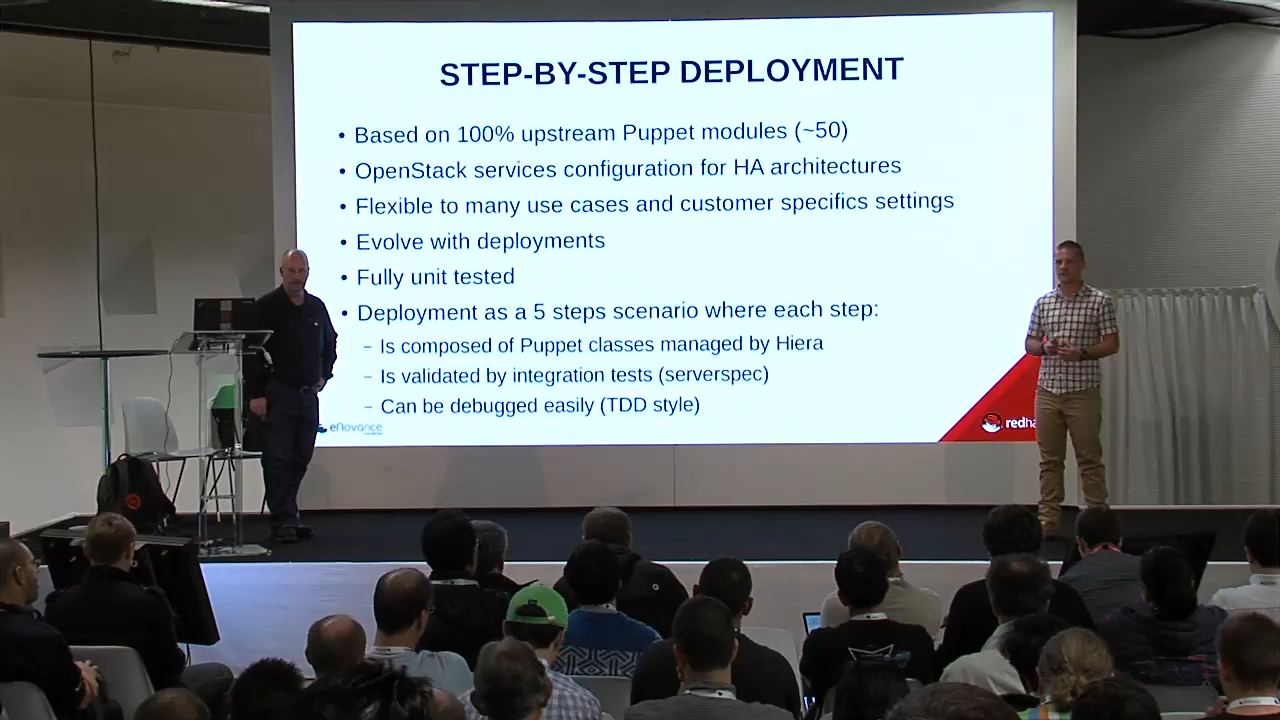 STEP-BY-STEP DEPLOYMENT
• Based on 100% upstream Puppet modules (~50)
• OpenStack services configuration for HA architectures
• Flexible to many use cases and customer specifics settings
• Evolve with deployments
• Fully unit tested
• Deployment as a 5 steps scenario where each step:
– Is composed of Puppet classes managed by Hiera
– Is validated by integration tests (serverspec)
– Can be debugged easily (TDD style)
eNovance
redha